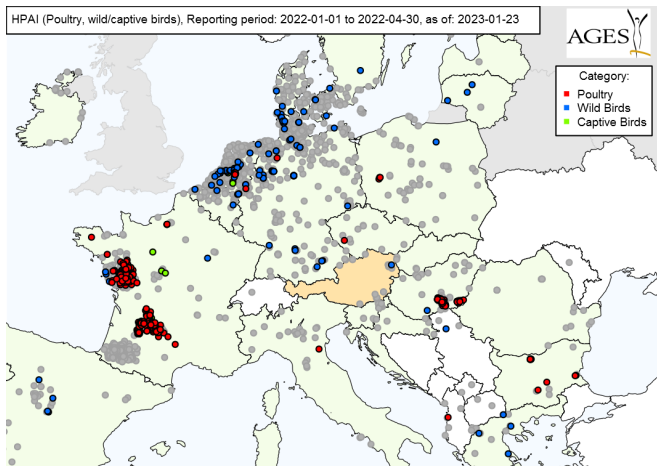 HPAI (Poultry, wild/captive birds), Reporting period: 2022-01-01 to 2022-04-30, as of: 2023-01-23
AGES
Category:
Poultry
Wild Birds
Captive Birds